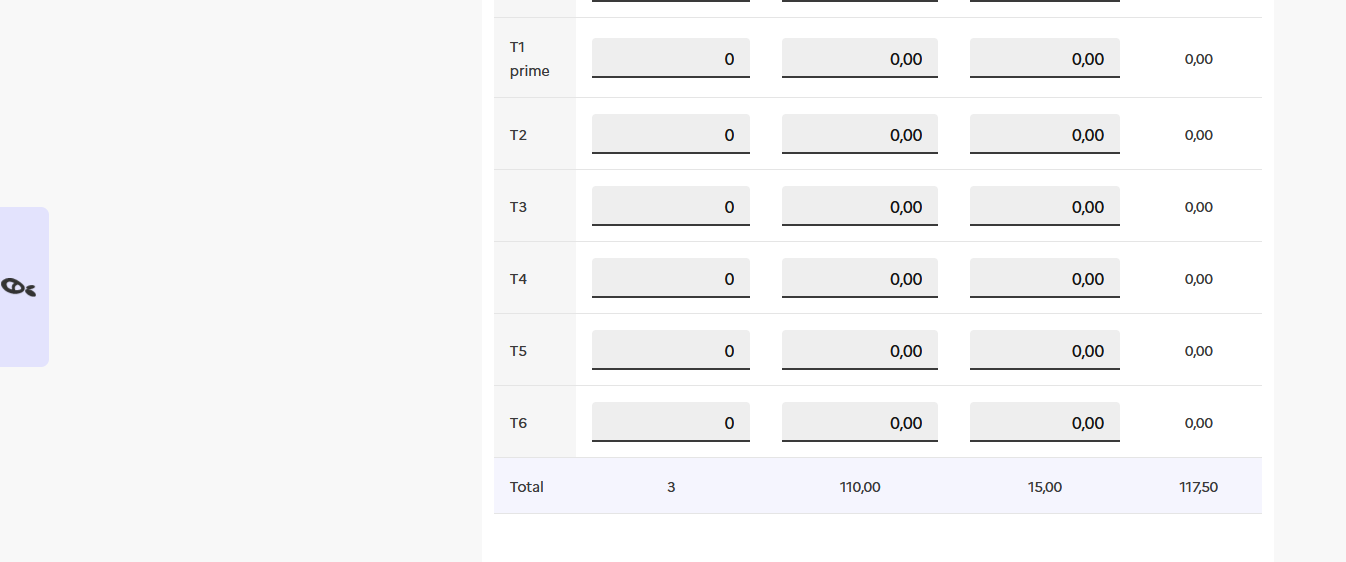 T1 prime 0 0,00 0,00 0,00
T2 0 0,00 0,00 0,00
T3 0 0,00 0,00 0,00
T4 0 0,00 0,00 0,00
T5 0 0,00 0,00 0,00
T6 0 0,00 0,00 0,00
Total 3 110,00 15,00 117,50